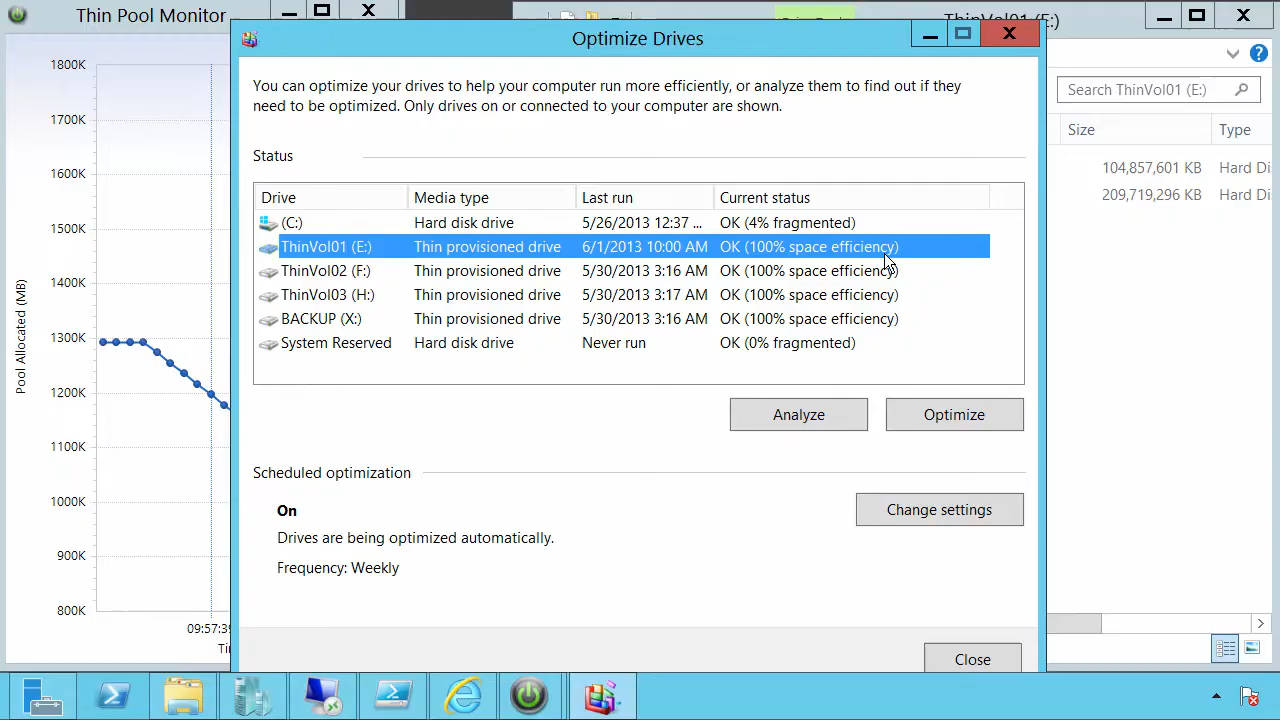 Thin Pool Monitor
ThinVol01 (E:)
Optimize Drives
You can optimize your drives to help your computer run more efficiently, or analyze them to find out if they
need to be optimized. Only drives on or connected to your computer are shown.
Status
Drive Media type Last run Current status
(C:) Hard disk drive 5/26/2013 12:37 ... OK (4% fragmented)
ThinVol01 (E:) Thin provisioned drive 6/1/2013 10:00 AM OK (100% space efficiency)
ThinVol02 (F:) Thin provisioned drive 5/30/2013 3:16 AM OK (100% space efficiency)
ThinVol03 (H:) Thin provisioned drive 5/30/2013 3:17 AM OK (100% space efficiency)
BACKUP (X:) Thin provisioned drive 5/30/2013 3:16 AM OK (100% space efficiency)
System Reserved Hard disk drive Never run OK (0% fragmented)
Analyze Optimize
Scheduled optimization
On
Drives are being optimized automatically.
Frequency: Weekly
Change settings
Close
1800K
1700K
1600K
1500K
1400K
1300K
1200K
1100K
1000K
900K
800K
Pool Allocated (MB)
09:57:39
Search ThinVol01 (E:)
Size Type
104,857,601 KB Hard Di
209,719,296 KB Hard Di